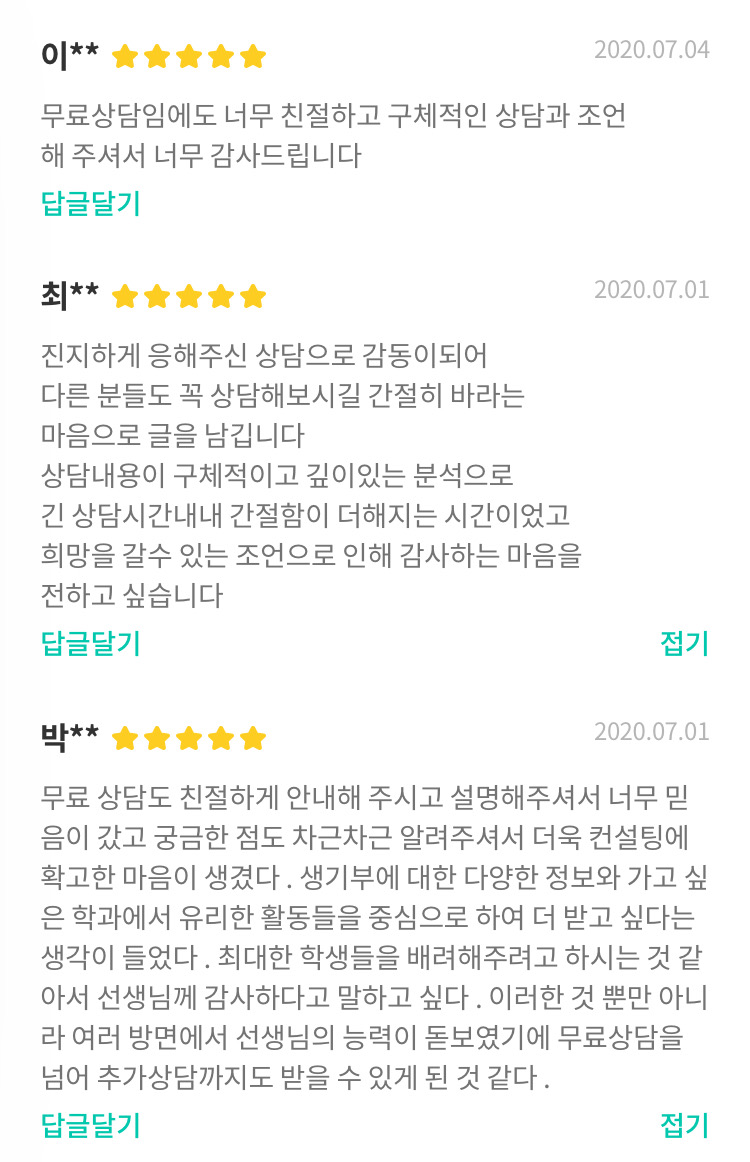 이** 2020.07.04
무료상담임에도 너무 친절하고 구체적인 상담과 조언
해 주셔서 너무 감사드립니다
답글달기
최** 2020.07.01
진지하게 응해주신 상담으로 감동이되어
다른 분들도 꼭 상담해보시길 간절히 바라는
마음으로 글을 남깁니다
상담내용이 구체적이고 깊이있는 분석으로
긴 상담시간내내 간절함이 더해지는 시간이었고
희망을 갈수 있는 조언으로 인해 감사하는 마음을
전하고 싶습니다
답글달기 접기
박** 2020.07.01
무료 상담도 친절하게 안내해 주시고 설명해주셔서 너무 믿
음이 갔고 궁금한 점도 차근차근 알려주셔서 더욱 컨설팅에
확고한 마음이 생겼다 . 생기부에 대한 다양한 정보와 가고 싶
은 학과에서 유리한 활동들을 중심으로 하여 더 받고 싶다는
생각이 들었다 . 최대한 학생들을 배려해주려고 하시는 것 같
아서 선생님께 감사하다고 말하고 싶다 . 이러한 것 뿐만 아니
라 여러 방면에서 선생님의 능력이 돋보였기에 무료상담을
넘어 추가상담까지도 받을 수 있게 된 것 같다 .
답글달기 접기